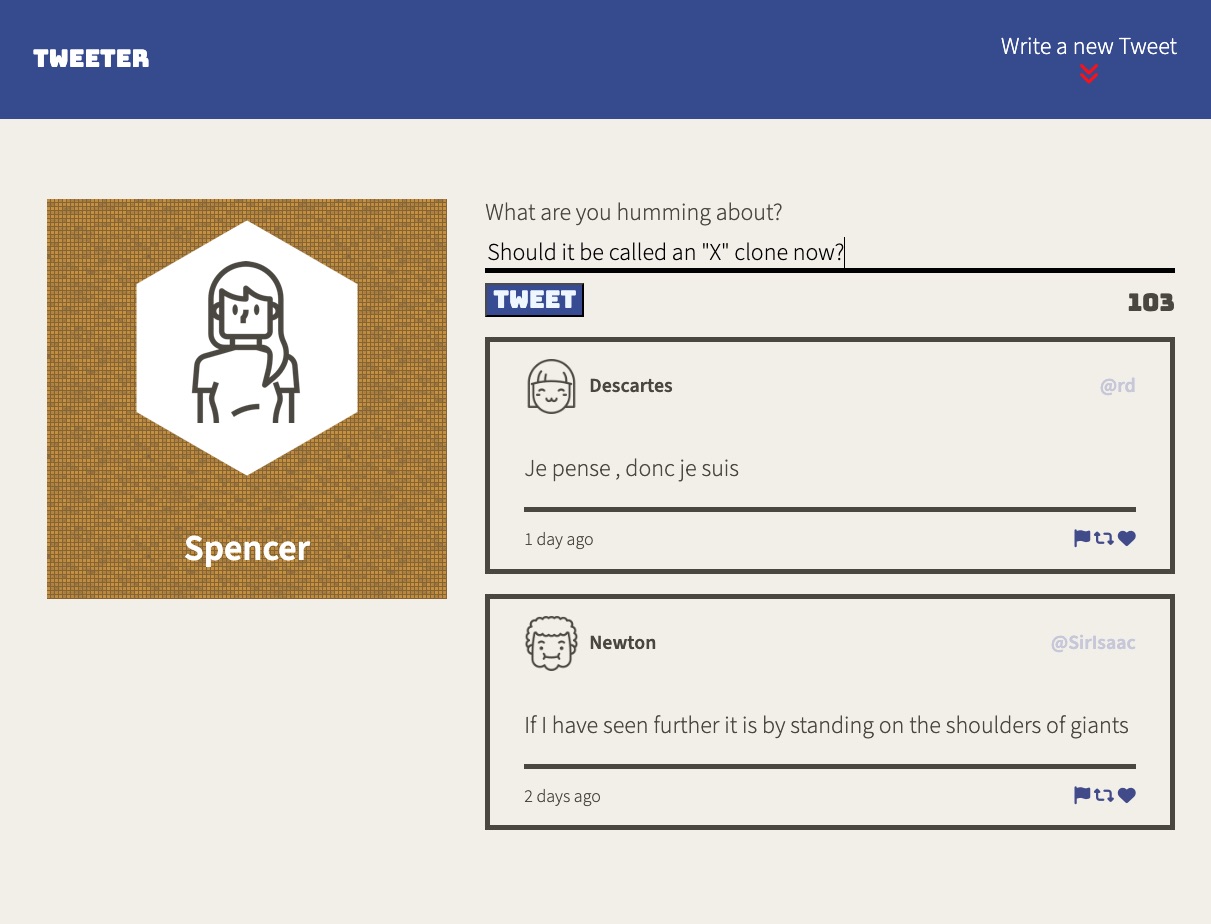 TWEETER
Write a new Tweet
What are you humming about?
Should it be called an "X" clone now?
TWEET
103
Spencer
Descartes
@rd
Je pense , donc je suis
1 day ago
Newton
@SirIsaac
If I have seen further it is by standing on the shoulders of giants
2 days ago